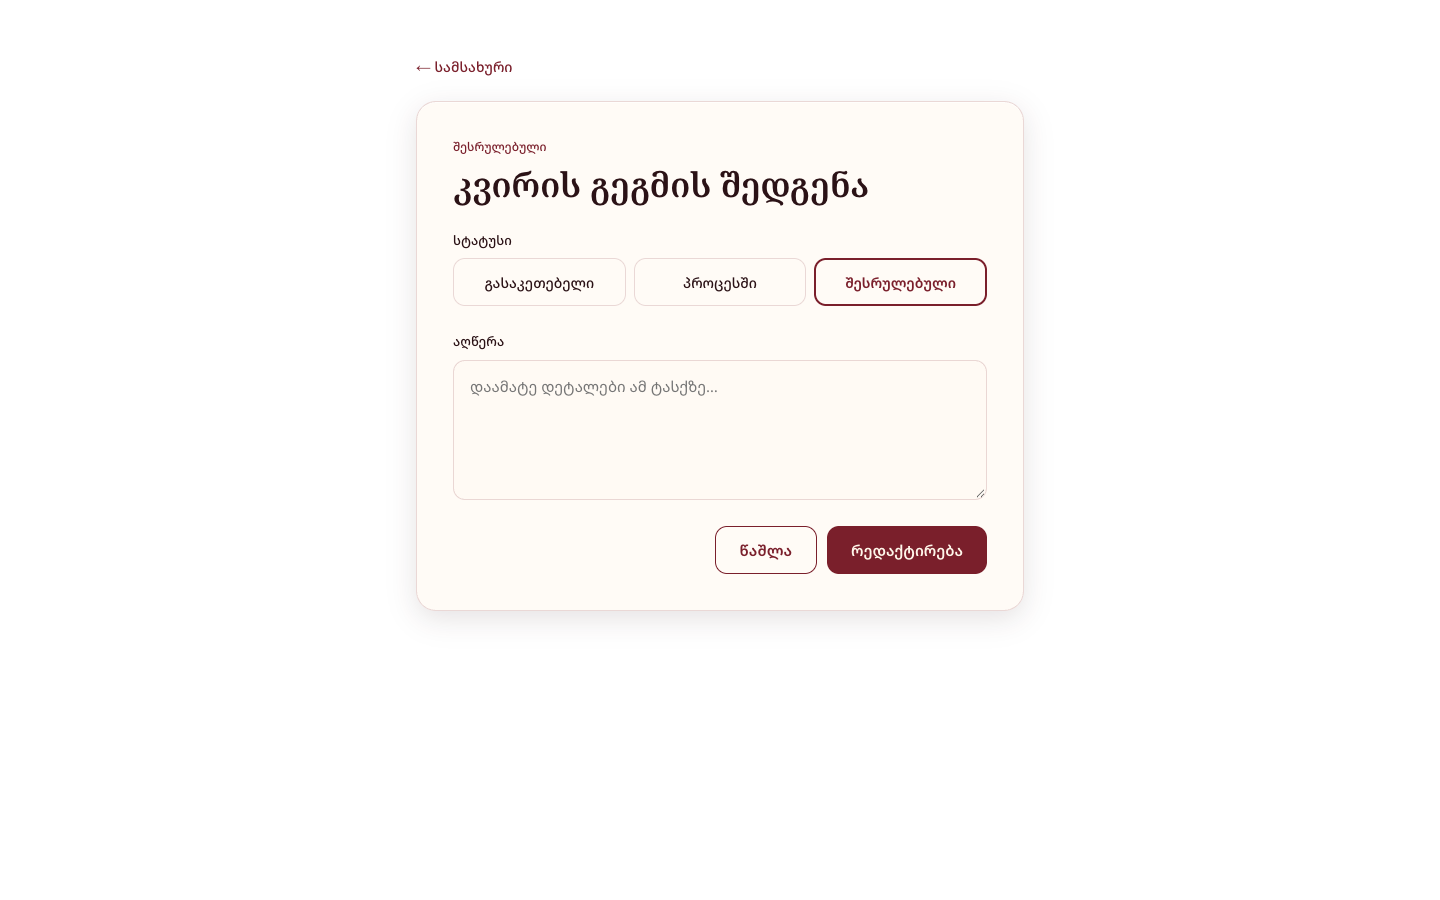 ← სამსახური
შესრულებული
კვირის გეგმის შედგენა
სტატუსი
გასაკეთებელი პროცესში შესრულებული
აღწერა
დაამატე დეტალები ამ ტასქზე...
წაშლა რედაქტირება